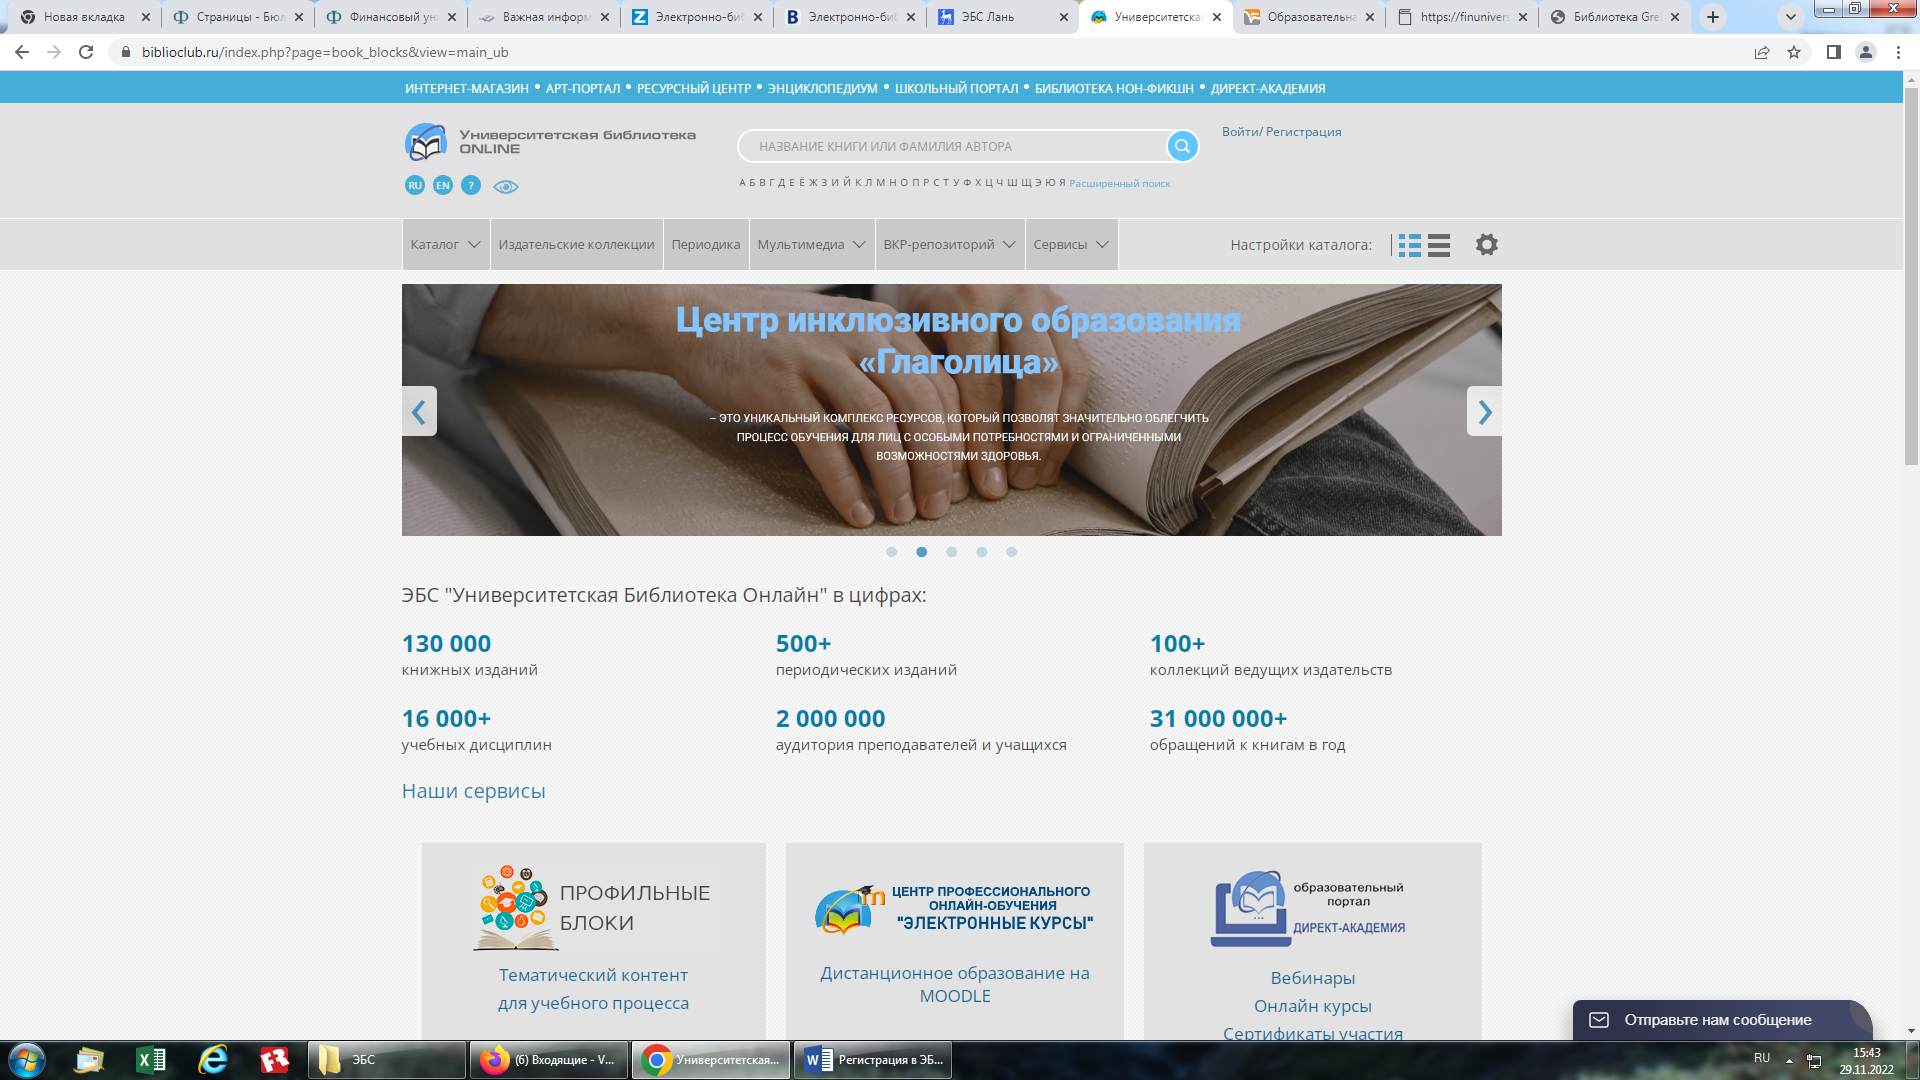 Новая вкладка
Страницы - Бюл
Финансовый ун
Важная информ
Электронно-биб
Электронно-биб
ЭБС Лань
Университетска
Образовательна
https://finunivers
Библиотека Gre
biblioclub.ru/index.php?page=book_blocks&view=main_ub
ИНТЕРНЕТ-МАГАЗИН • АРТ-ПОРТАЛ • РЕСУРСНЫЙ ЦЕНТР • ЭНЦИКЛОПЕДИУМ • ШКОЛЬНЫЙ ПОРТАЛ • БИБЛИОТЕКА НОН-ФИКШН • ДИРЕКТ-АКАДЕМИЯ
Университетская библиотека
ONLINE
RU EN ?
НАЗВАНИЕ КНИГИ ИЛИ ФАМИЛИЯ АВТОРА
Войти/ Регистрация
А Б В Г Д Е Ё Ж З И Й К Л М Н О П Р С Т У Ф Х Ц Ч Ш Щ Э Ю Я Расширенный поиск
Каталог
Издательские коллекции
Периодика
Мультимедиа
ВКР-репозиторий
Сервисы
Настройки каталога:
Центр инклюзивного образования
«Глаголица»
– ЭТО УНИКАЛЬНЫЙ КОМПЛЕКС РЕСУРСОВ, КОТОРЫЙ ПОЗВОЛЯТ ЗНАЧИТЕЛЬНО ОБЛЕГЧИТЬ
ПРОЦЕСС ОБУЧЕНИЯ ДЛЯ ЛИЦ С ОСОБЫМИ ПОТРЕБНОСТЯМИ И ОГРАНИЧЕННЫМИ
ВОЗМОЖНОСТЯМИ ЗДОРОВЬЯ.
ЭБС "Университетская Библиотека Онлайн" в цифрах:
130 000
книжных изданий
500+
периодических изданий
100+
коллекций ведущих издательств
16 000+
учебных дисциплин
2 000 000
аудитория преподавателей и учащихся
31 000 000+
обращений к книгам в год
Наши сервисы
ПРОФИЛЬНЫЕ
БЛОКИ
Тематический контент
для учебного процесса
ЦЕНТР ПРОФЕССИОНАЛЬНОГО
ОНЛАЙН-ОБУЧЕНИЯ
"ЭЛЕКТРОННЫЕ КУРСЫ"
Дистанционное образование на
MOODLE
образовательный
портал
ДИРЕКТ-АКАДЕМИЯ
Вебинары
Онлайн курсы
Сертификаты участия
Отправьте нам сообщение
ЭБС
(6) Входящие - V...
Университетская...
Регистрация в ЭБ...
RU
15:43
29.11.2022